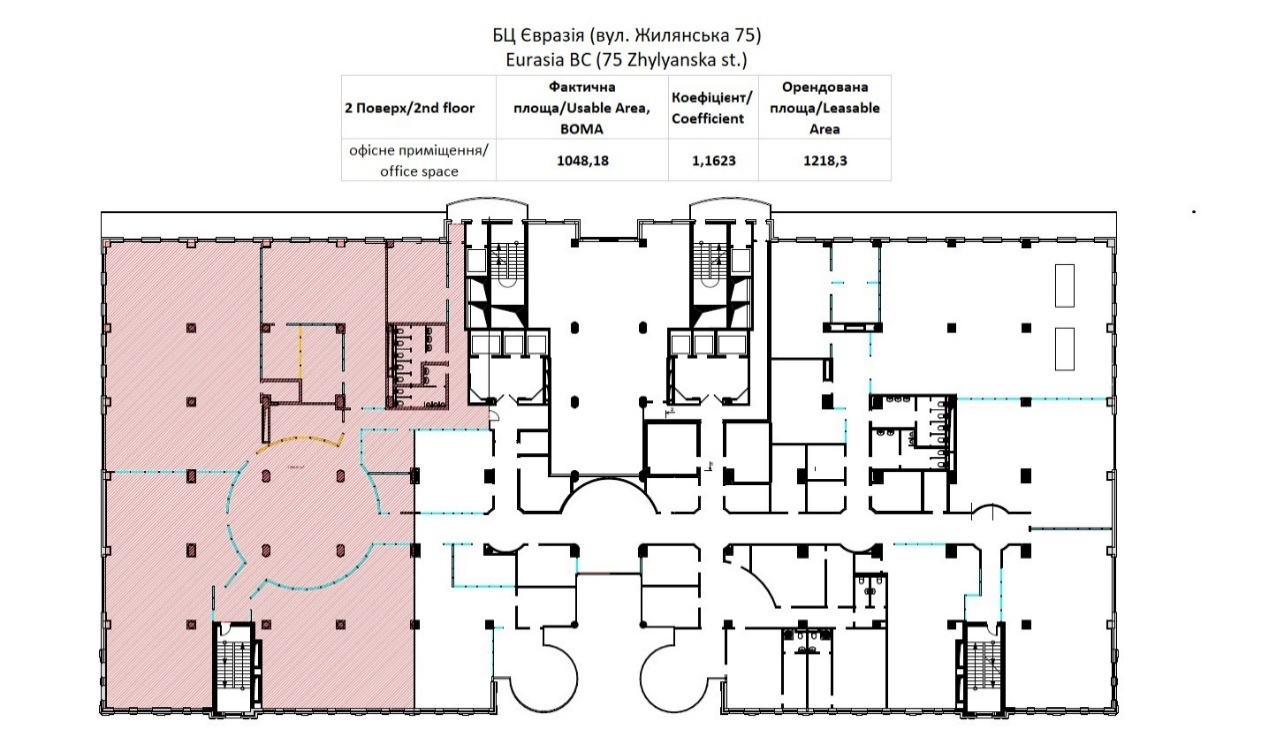 БЦ Євразія (вул. Жилянська 75)
Eurasia BC (75 Zhylyanska st.)
2 Поверх/2nd floor
Фактична
площа/Usable Area,
BOMA
Коефіцієнт/
Coefficient
Орендована
площа/Leasable
Area
офісне приміщення/
office space
1048,18
1,1623
1218,3